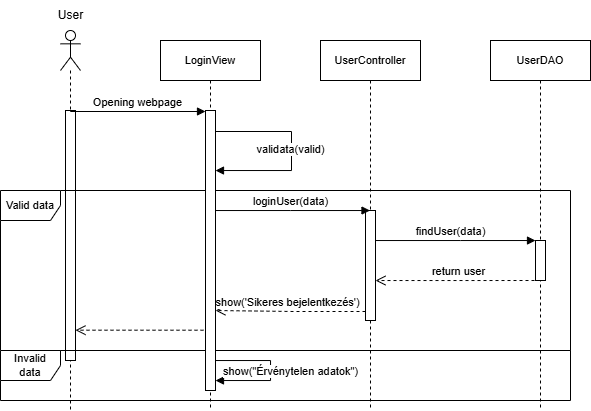 User
LoginView
UserController
UserDAO
Opening webpage
validata(valid)
Valid data
loginUser(data)
findUser(data)
return user
show('Sikeres bejelentkezés')
Invalid
data
show("Érvénytelen adatok")